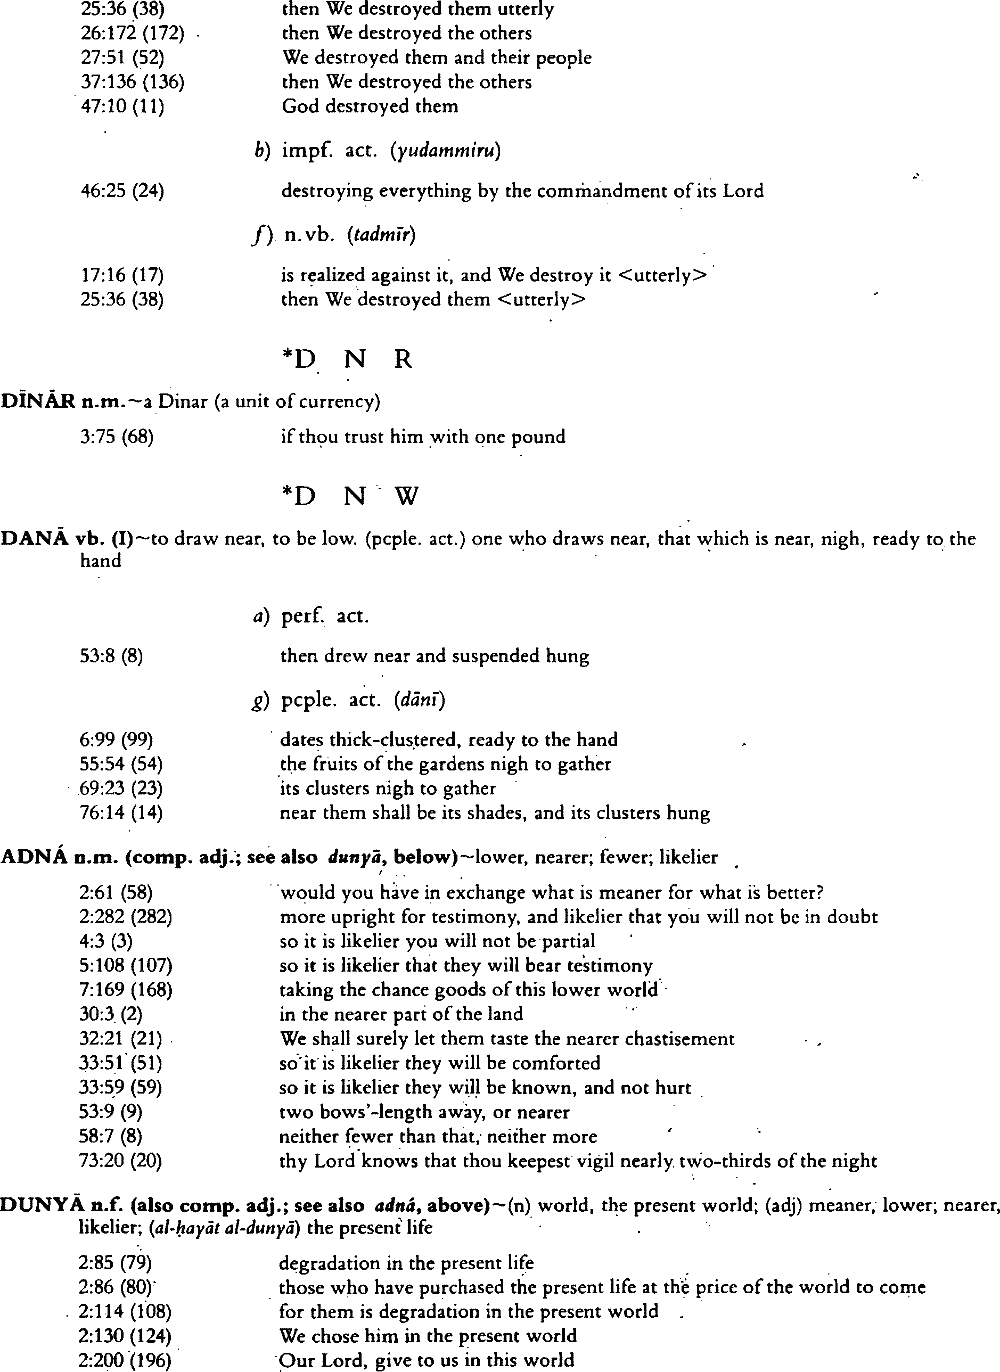 25:36 (38) then We destroyed them utterly
26:172 (172) then We destroyed the others
27:51 (52) We destroyed them and their people
37:136 (136) then We destroyed the others
47:10 (11) God destroyed them
b) impf. act. (yudammiru)
46:25 (24) destroying everything by the commandment of its Lord
f) n.vb. (tadmīr)
17:16 (17) is realized against it, and We destroy it <utterly>
25:36 (38) then We destroyed them <utterly>
*D N R
DĪNĀR n.m.~a Dinar (a unit of currency)
3:75 (68) if thou trust him with one pound
*D N W
DANĀ vb. (I)~to draw near, to be low. (pcple. act.) one who draws near, that which is near, nigh, ready to the
hand
a) perf. act.
53:8 (8) then drew near and suspended hung
g) pcple. act. (dānī)
6:99 (99) dates thick-clustered, ready to the hand
55:54 (54) the fruits of the gardens nigh to gather
69:23 (23) its clusters nigh to gather
76:14 (14) near them shall be its shades, and its clusters hung
ADNÁ n.m. (comp. adj.; see also dunyā, below)~lower, nearer; fewer; likelier
2:61 (58) would you have in exchange what is meaner for what is better?
2:282 (282) more upright for testimony, and likelier that you will not be in doubt
4:3 (3) so it is likelier you will not be partial
5:108 (107) so it is likelier that they will bear testimony
7:169 (168) taking the chance goods of this lower world
30:3 (2) in the nearer part of the land
32:21 (21) We shall surely let them taste the nearer chastisement
33:51 (51) so it is likelier they will be comforted
33:59 (59) so it is likelier they will be known, and not hurt
53:9 (9) two bows'-length away, or nearer
58:7 (8) neither fewer than that, neither more
73:20 (20) thy Lord knows that thou keepest vigil nearly two-thirds of the night
DUNYĀ n.f. (also comp. adj.; see also adná, above)~(n) world, the present world; (adj) meaner, lower; nearer,
likelier; (al-ḥayāt al-dunyā) the present life
2:85 (79) degradation in the present life
2:86 (80) those who have purchased the present life at the price of the world to come
2:114 (108) for them is degradation in the present world
2:130 (124) We chose him in the present world
2:200 (196) Our Lord, give to us in this world